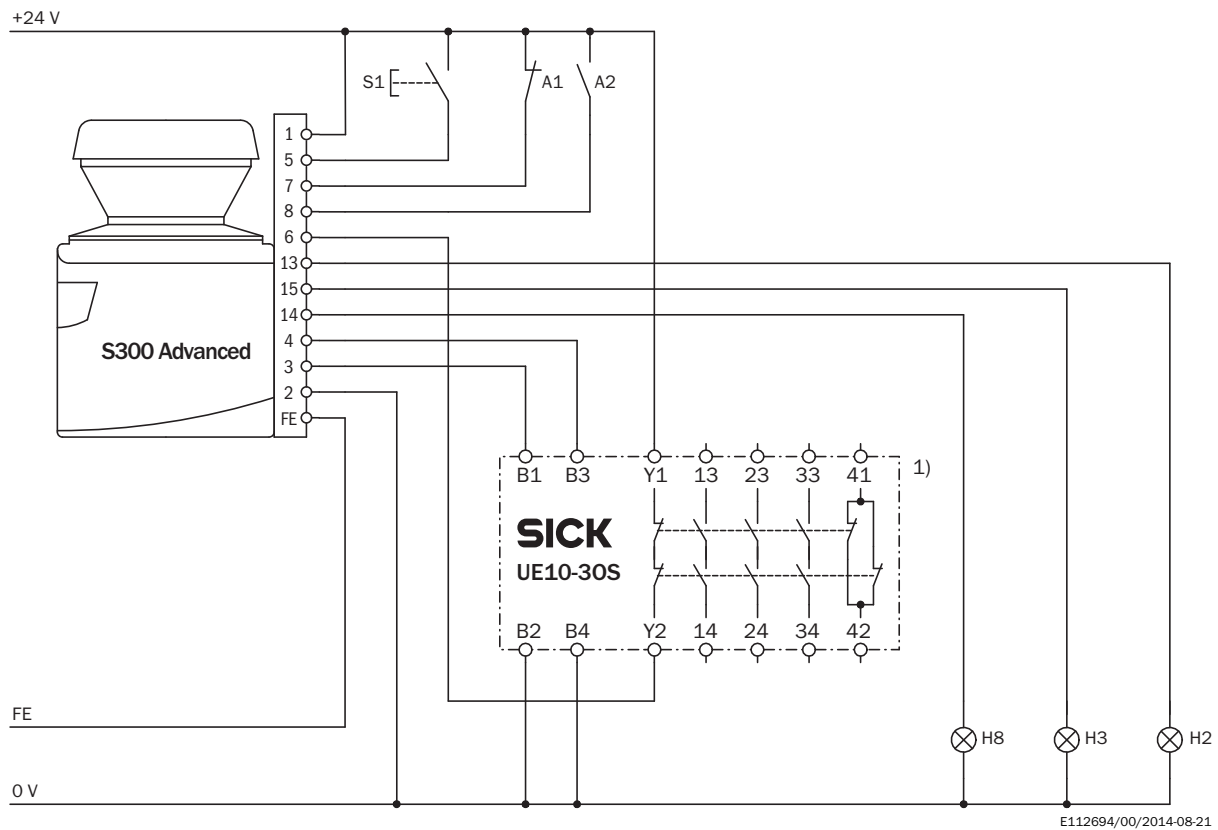 +24 V
S1
A1
A2
1
5
7
8
6
13
15
14
4
3
2
FE
S300 Advanced
B1 B3 Y1 13 23 33 41
1)
SICK
UE10-30S
B2 B4 Y2 14 24 34 42
FE
H8
H3
H2
0 V
E112694/00/2014-08-21